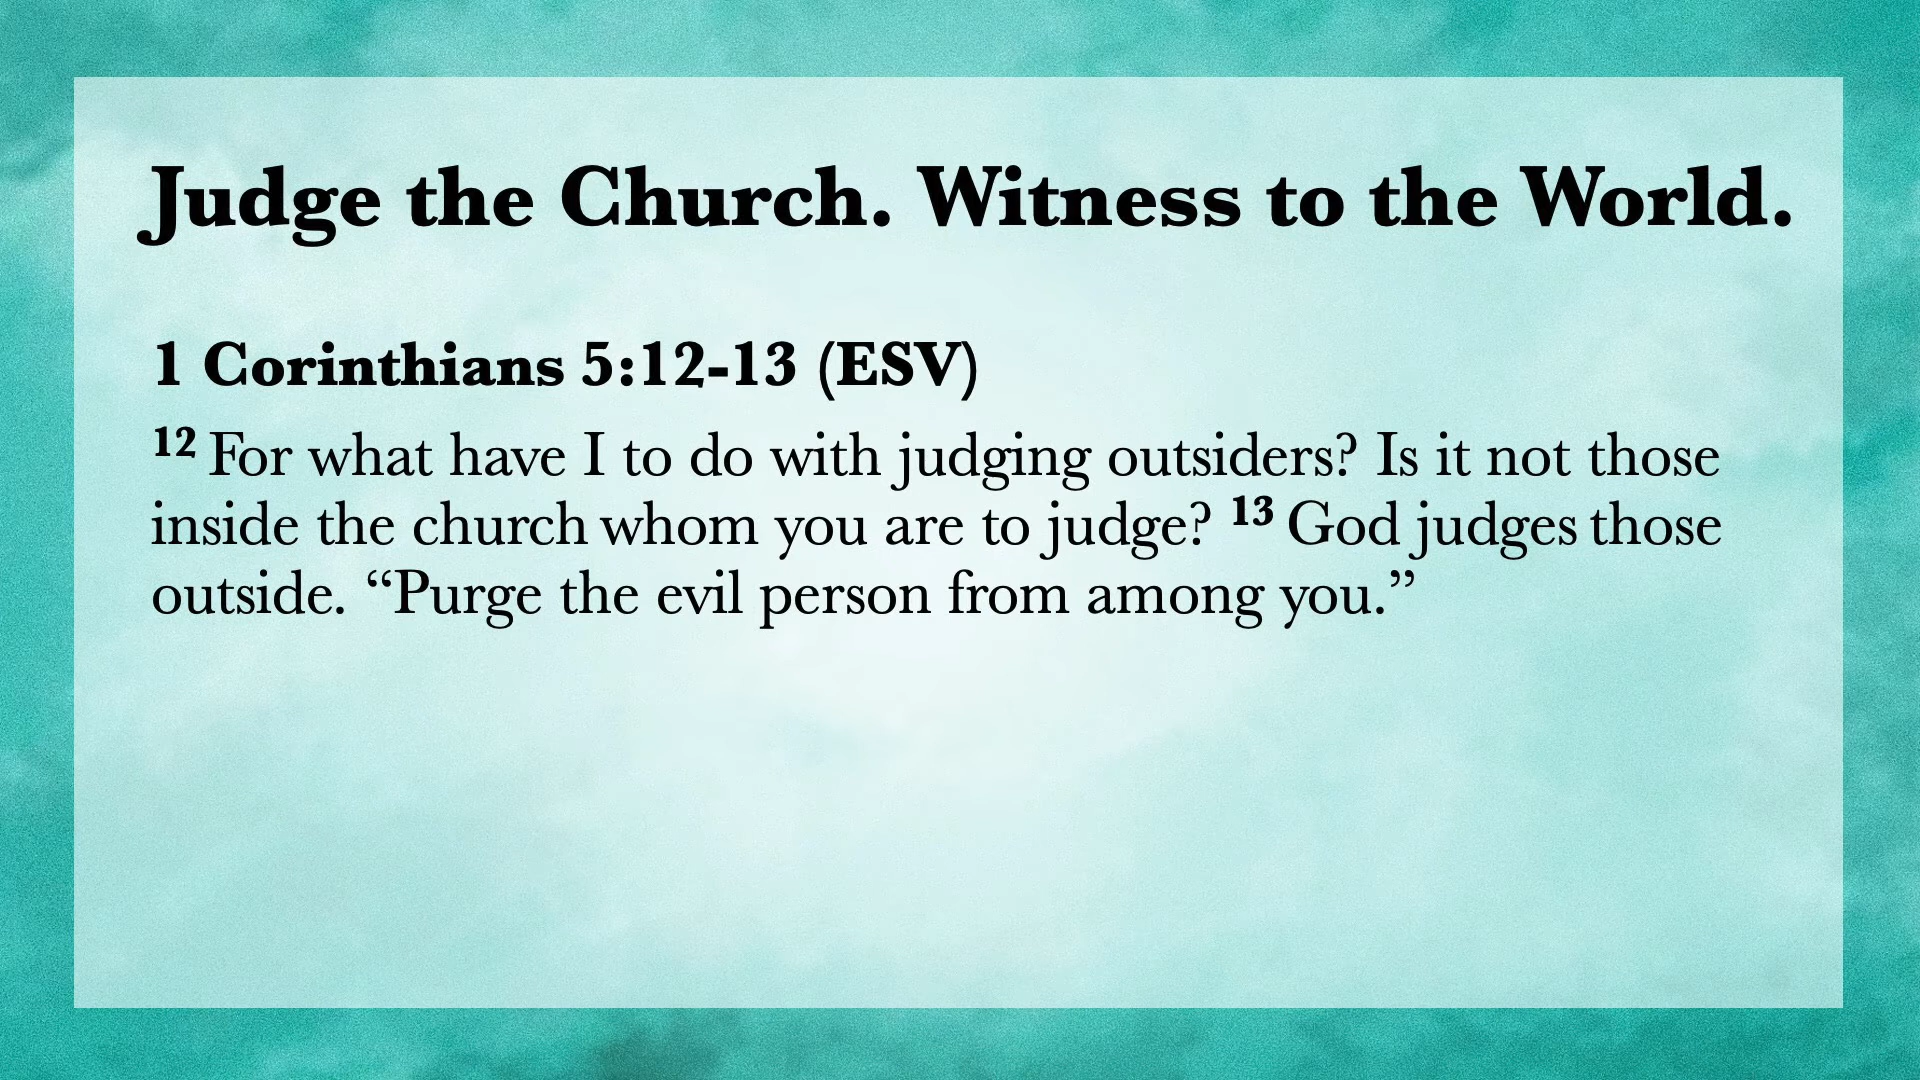 Judge the Church. Witness to the World.
1 Corinthians 5:12-13 (ESV)
12 For what have I to do with judging outsiders? Is it not those
inside the church whom you are to judge? 13 God judges those
outside. “Purge the evil person from among you.”